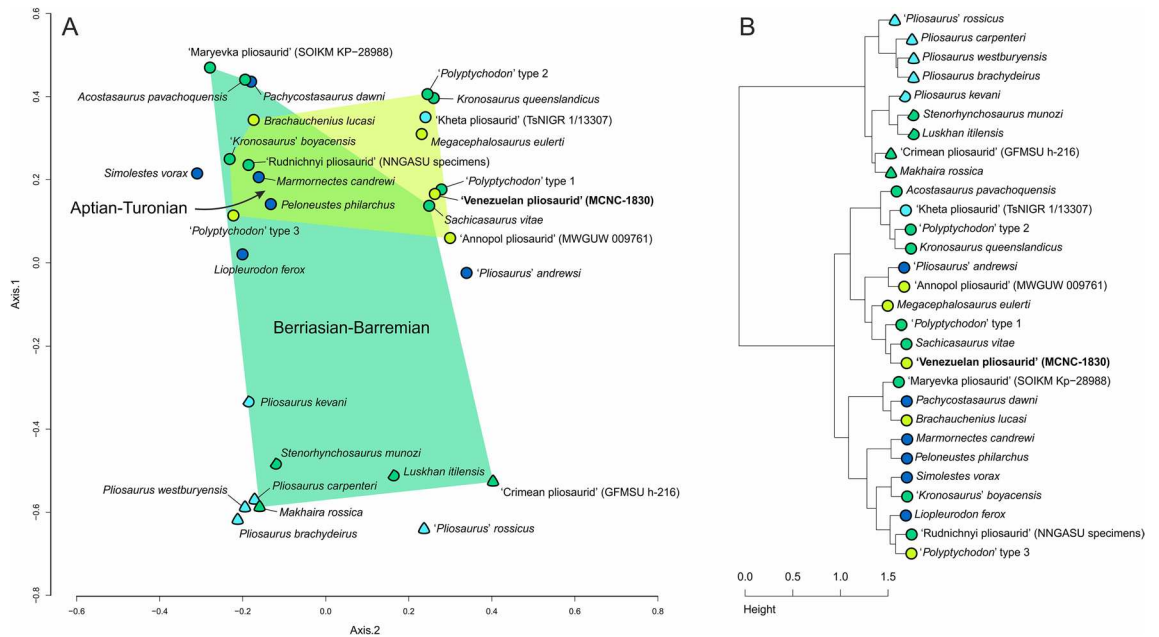 A
0.6
0.4
0.2
0.0
−0.2
−0.4
−0.6
−0.8
Axis.1
'Maryevka pliosaurid' (SOIKM KP−28988)
Acostasaurus pavachoquensis
Pachycostasaurus dawni
'Polyptychodon' type 2
Kronosaurus queenslandicus
Brachauchenius lucasi
'Kheta pliosaurid' (TsNIGR 1/13307)
'Kronosaurus' boyacensis
Megacephalosaurus eulerti
'Rudnichnyi pliosaurid' (NNGASU specimens)
Simolestes vorax
Marmornectes candrewi
'Polyptychodon' type 1
'Venezuelan pliosaurid' (MCNC-1830)
Aptian-Turonian
Peloneustes philarchus
Sachicasaurus vitae
'Polyptychodon' type 3
'Annopol pliosaurid' (MWGUW 009761)
Liopleurodon ferox
'Pliosaurus' andrewsi
Berriasian-Barremian
Pliosaurus kevani
Stenorhynchosaurus munozi
Luskhan itilensis
Pliosaurus westburyensis
Pliosaurus carpenteri
'Crimean pliosaurid' (GFMSU h-216)
Makhaira rossica
Pliosaurus brachydeirus
'Pliosaurus' rossicus
−0.6
−0.4
−0.2
0.0
0.2
0.4
0.6
0.8
Axis.2
B
'Pliosaurus' rossicus
Pliosaurus carpenteri
Pliosaurus westburyensis
Pliosaurus brachydeirus
Pliosaurus kevani
Stenorhynchosaurus munozi
Luskhan itilensis
'Crimean pliosaurid' (GFMSU h-216)
Makhaira rossica
Acostasaurus pavachoquensis
'Kheta pliosaurid' (TsNIGR 1/13307)
'Polyptychodon' type 2
Kronosaurus queenslandicus
'Pliosaurus' andrewsi
'Annopol pliosaurid' (MWGUW 009761)
Megacephalosaurus eulerti
'Polyptychodon' type 1
Sachicasaurus vitae
'Venezuelan pliosaurid' (MCNC-1830)
'Maryevka pliosaurid' (SOIKM Kp−28988)
Pachycostasaurus dawni
Brachauchenius lucasi
Marmornectes candrewi
Peloneustes philarchus
Simolestes vorax
'Kronosaurus' boyacensis
Liopleurodon ferox
'Rudnichnyi pliosaurid' (NNGASU specimens)
'Polyptychodon' type 3
0.0 0.5 1.0 1.5
Height